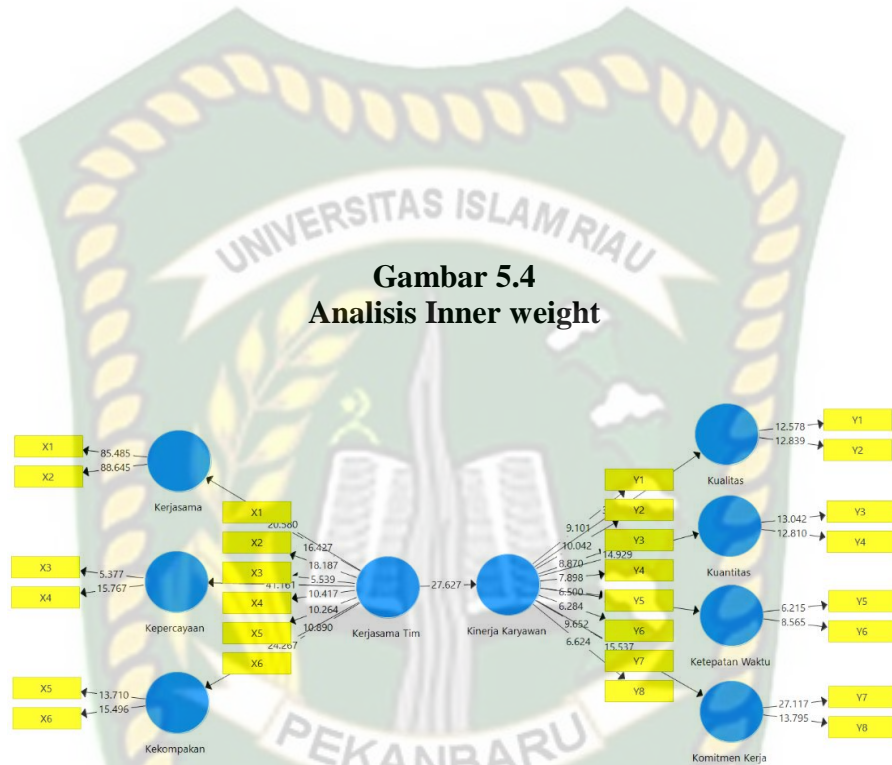 UNIVERSITAS ISLAM RIAU
Gambar 5.4
Analisis Inner weight
X1
85.485
X2
88.645
Kerjasama
X3
5.377
X4
15.767
Kepercayaan
X5
13.710
X6
15.496
Kekompakan
X1
20.580
X2
16.427
18.187
X3
5.539
41.161
X4
10.417
10.264
X5
10.890
24.267
X6
Kerjasama Tim
27.627
Kinerja Karyawan
Y1
9.101
Y2
10.042
Y3
8.870
14.929
Y4
7.898
6.500
Y5
6.284
Y6
9.652
15.537
6.624
Y7
Y8
12.578
Y1
12.839
Y2
Kualitas
13.042
Y3
12.810
Y4
Kuantitas
6.215
Y5
8.565
Y6
Ketepatan Waktu
27.117
Y7
13.795
Y8
Komitmen Kerja
PEKANBARU